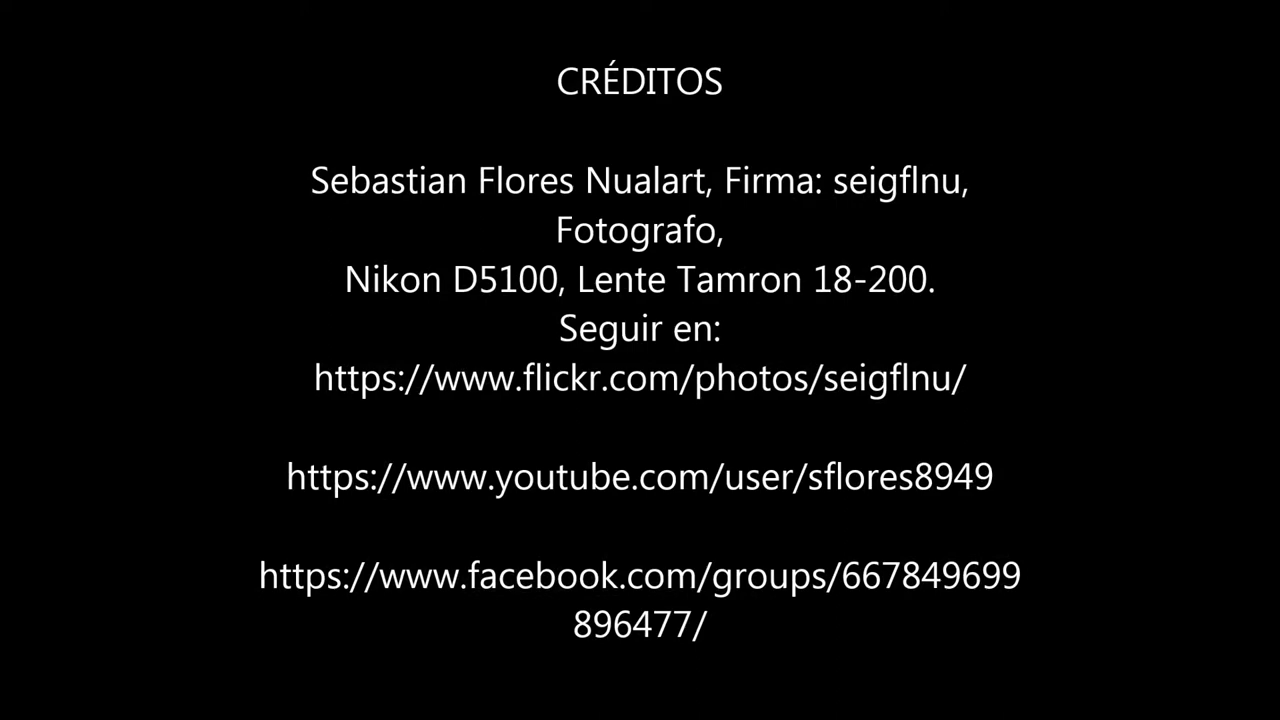 CRÉDITOS
Sebastian Flores Nualart, Firma: seigflnu,
Fotografo,
Nikon D5100, Lente Tamron 18-200.
Seguir en:
https://www.flickr.com/photos/seigflnu/
https://www.youtube.com/user/sflores8949
https://www.facebook.com/groups/667849699
896477/